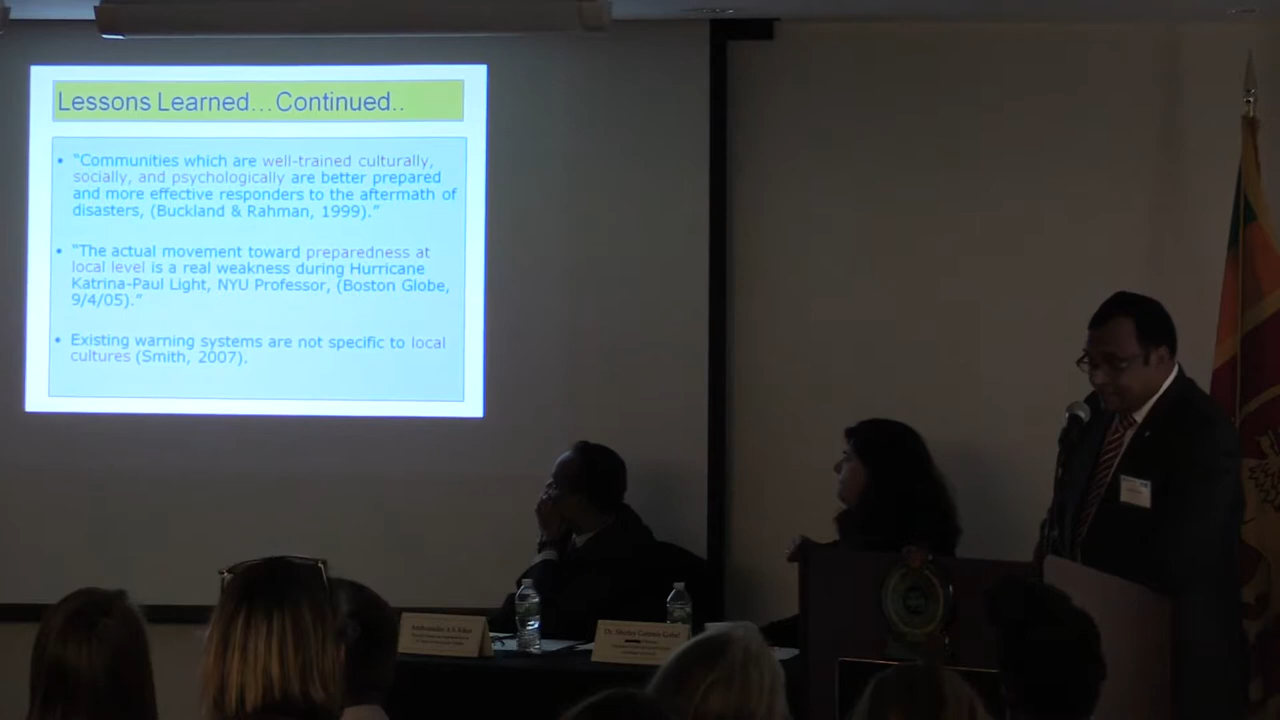 Lessons Learned...Continued..
• “Communities which are well-trained culturally,
socially, and psychologically are better prepared
and more effective responders to the aftermath of
disasters, (Buckland & Rahman, 1999).”
• “The actual movement toward preparedness at
local level is a real weakness during Hurricane
Katrina-Paul Light, NYU Professor, (Boston Globe,
9/4/05).”
• Existing warning systems are not specific to local
cultures (Smith, 2007).
Ambassador
Dr.